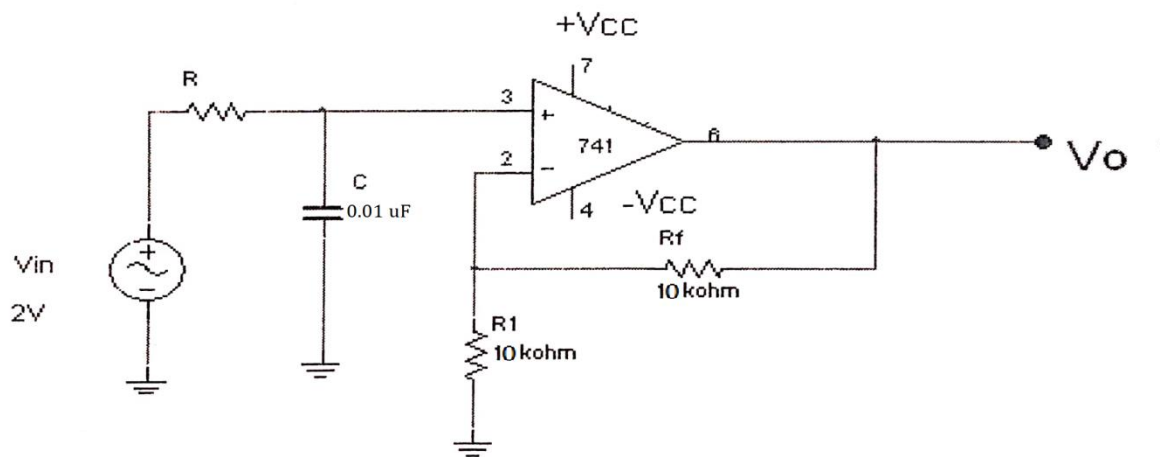 +Vcc
R
7
3
+
741
6
Vo
2
−
C
0.01 uF
4
-Vcc
Rf
10 kohm
Vin
+
−
2V
R1
10 kohm